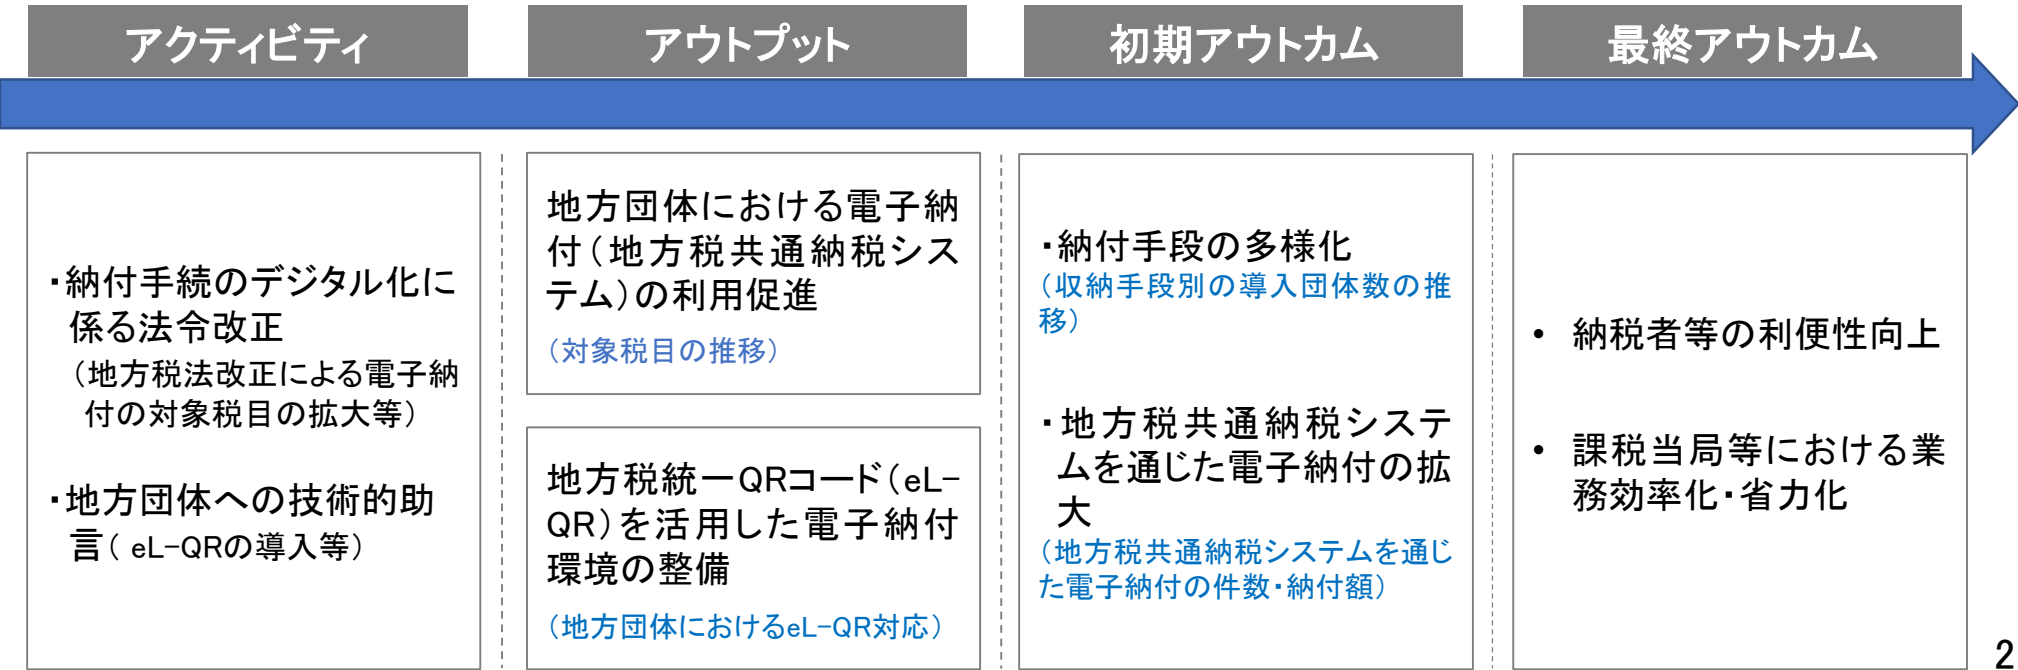 アクティビティ
アウトプット
初期アウトカム
最終アウトカム
・納付手続のデジタル化に
係る法令改正
（地方税法改正による電子納
付の対象税目の拡大等）
・地方団体への技術的助
言（ eL-QRの導入等）
地方団体における電子納
付（地方税共通納税シス
テム）の利用促進
（対象税目の推移）
地方税統一QRコード（eL-
QR）を活用した電子納付
環境の整備
（地方団体におけるeL-QR対応）
・納付手段の多様化
（収納手段別の導入団体数の推
移）
・地方税共通納税システ
ムを通じた電子納付の拡
大
（地方税共通納税システムを通じ
た電子納付の件数・納付額）
• 納税者等の利便性向上
• 課税当局等における業
務効率化・省力化
2